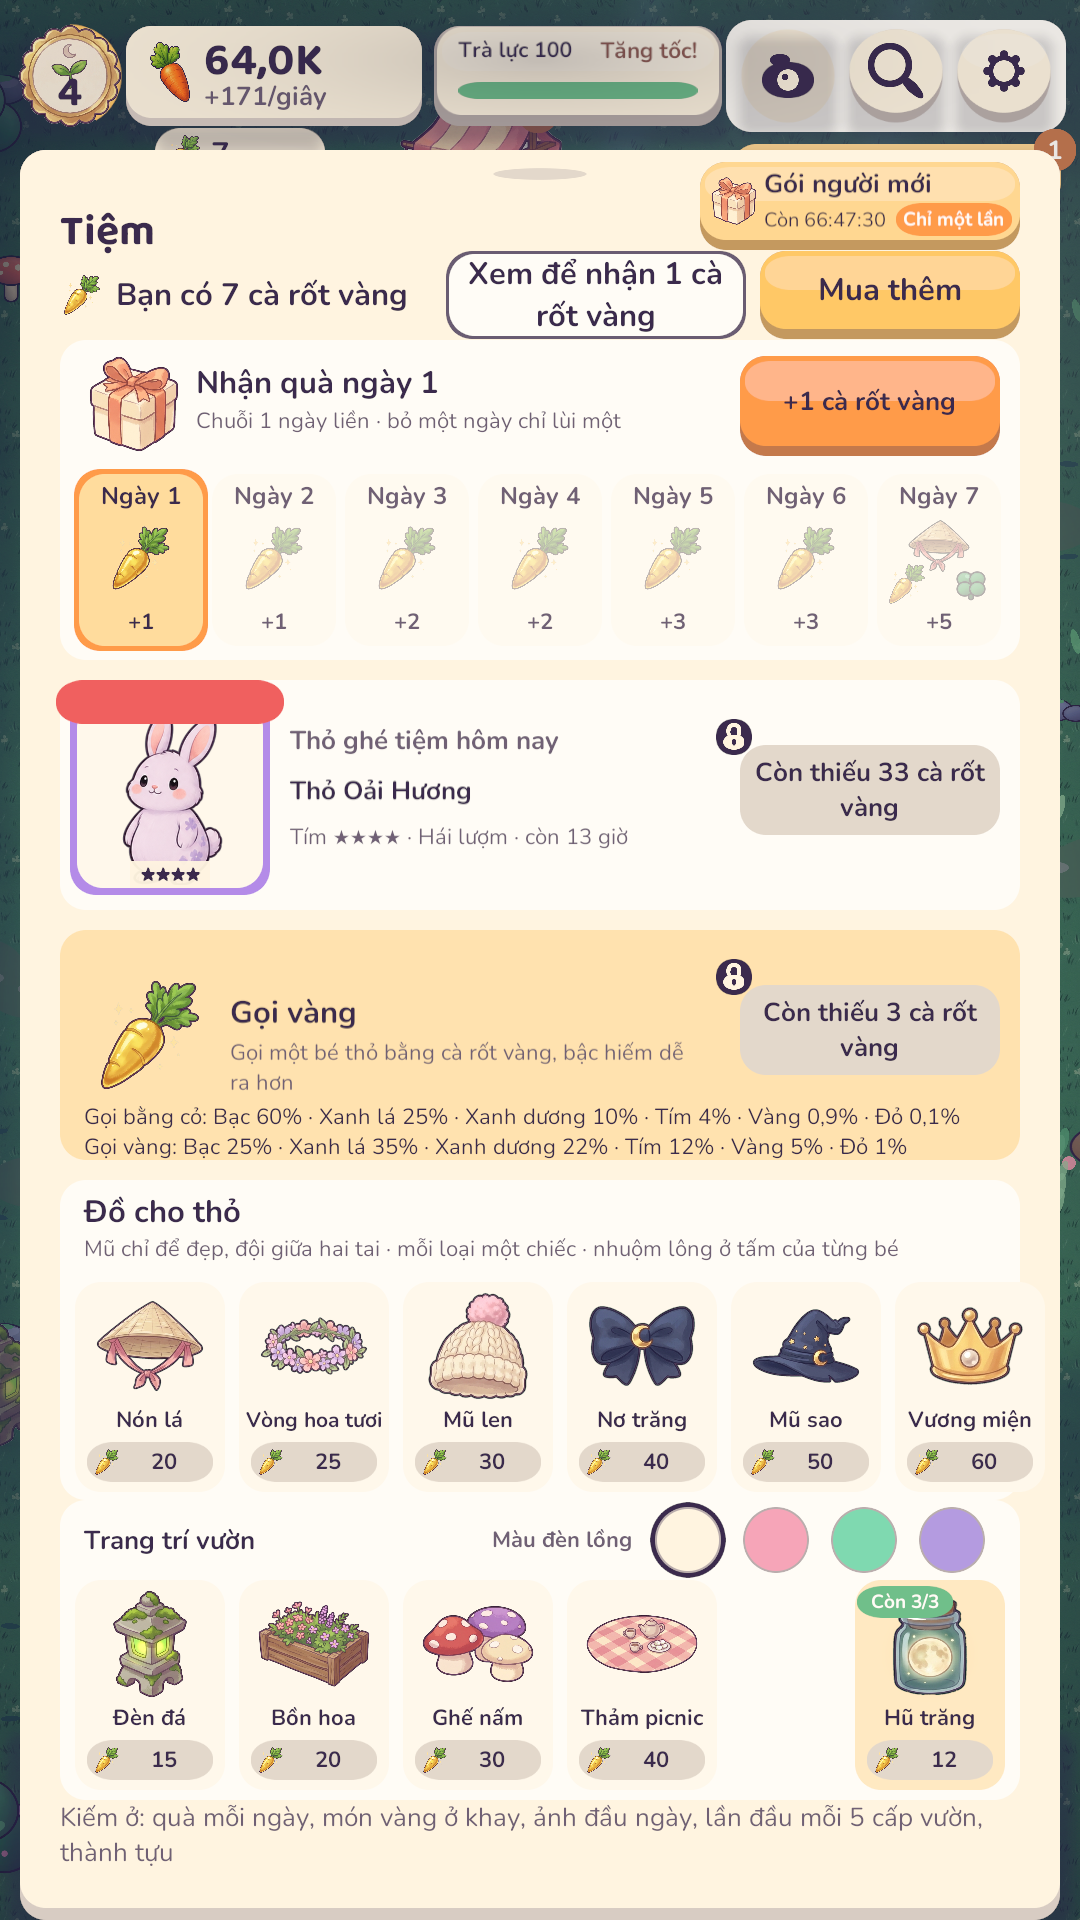 4
64,0K
+171/giây
Trà lực 100
Tăng tốc!
1
Gói người mới
Còn 66:47:30
Chỉ một lần
Tiệm
Bạn có 7 cà rốt vàng
Xem để nhận 1 cà
rốt vàng
Mua thêm
Nhận quà ngày 1
Chuỗi 1 ngày liền · bỏ một ngày chỉ lùi một
+1 cà rốt vàng
Ngày 1
Ngày 2
Ngày 3
Ngày 4
Ngày 5
Ngày 6
Ngày 7
+1
+1
+2
+2
+3
+3
+5
Thỏ ghé tiệm hôm nay
Thỏ Oải Hương
Tím ★★★★ · Hái lượm · còn 13 giờ
Còn thiếu 33 cà rốt
vàng
★★★★
Gọi vàng
Gọi một bé thỏ bằng cà rốt vàng, bậc hiếm dễ
ra hơn
Còn thiếu 3 cà rốt
vàng
Gọi bằng cỏ: Bạc 60% · Xanh lá 25% · Xanh dương 10% · Tím 4% · Vàng 0,9% · Đỏ 0,1%
Gọi vàng: Bạc 25% · Xanh lá 35% · Xanh dương 22% · Tím 12% · Vàng 5% · Đỏ 1%
Đồ cho thỏ
Mũ chỉ để đẹp, đội giữa hai tai · mỗi loại một chiếc · nhuộm lông ở tấm của từng bé
Nón lá
Vòng hoa tươi
Mũ len
Nơ trăng
Mũ sao
Vương miện
20
25
30
40
50
60
Trang trí vườn
Màu đèn lồng
Còn 3/3
Đèn đá
Bồn hoa
Ghế nấm
Thảm picnic
Hũ trăng
15
20
30
40
12
Kiếm ở: quà mỗi ngày, món vàng ở khay, ảnh đầu ngày, lần đầu mỗi 5 cấp vườn,
thành tựu